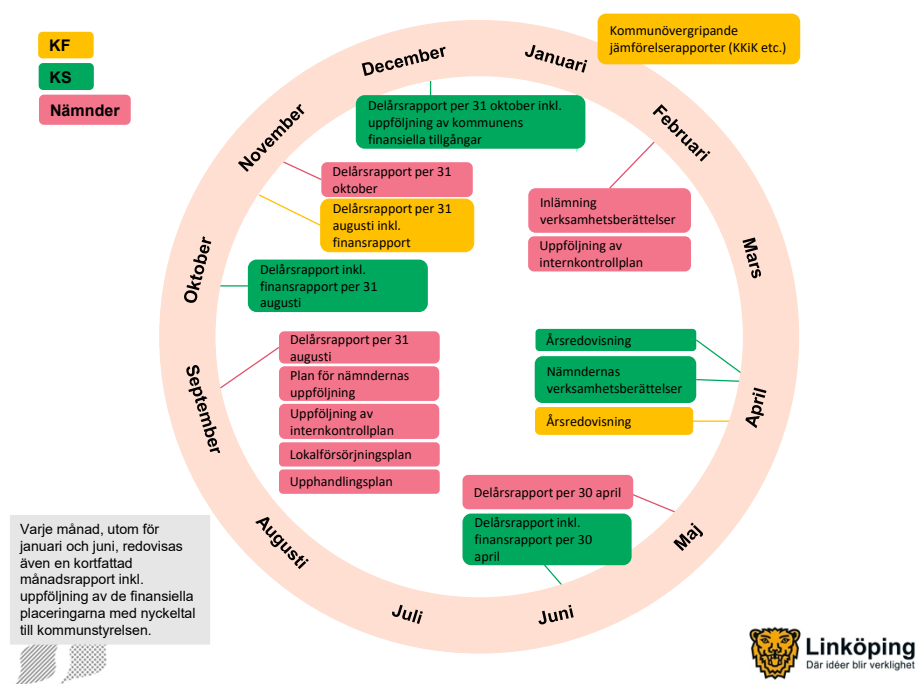 KF
KS
Nämnder
Kommunövergripande
jämförelserapporter (KKiK etc.)
Januari
Februari
Mars
April
Maj
Juni
Juli
Augusti
September
Oktober
November
December
Delårsrapport per 31 oktober inkl.
uppföljning av kommunens
finansiella tillgångar
Delårsrapport per 31
oktober
Delårsrapport per 31
augusti inkl.
finansrapport
Inlämning
verksamhetsberättelser
Uppföljning av
internkontrollplan
Delårsrapport inkl.
finansrapport per 31
augusti
Delårsrapport per 31
augusti
Plan för nämndernas
uppföljning
Uppföljning av
internkontrollplan
Lokalförsörjningsplan
Upphandlingsplan
Årsredovisning
Nämndernas
verksamhetsberättelser
Årsredovisning
Delårsrapport per 30 april
Delårsrapport inkl.
finansrapport per 30
april
Varje månad, utom för
januari och juni, redovisas
även en kortfattad
månadsrapport inkl.
uppföljning av de finansiella
placeringarna med nyckeltal
till kommunstyrelsen.
Linköping
Där idéer blir verklighet